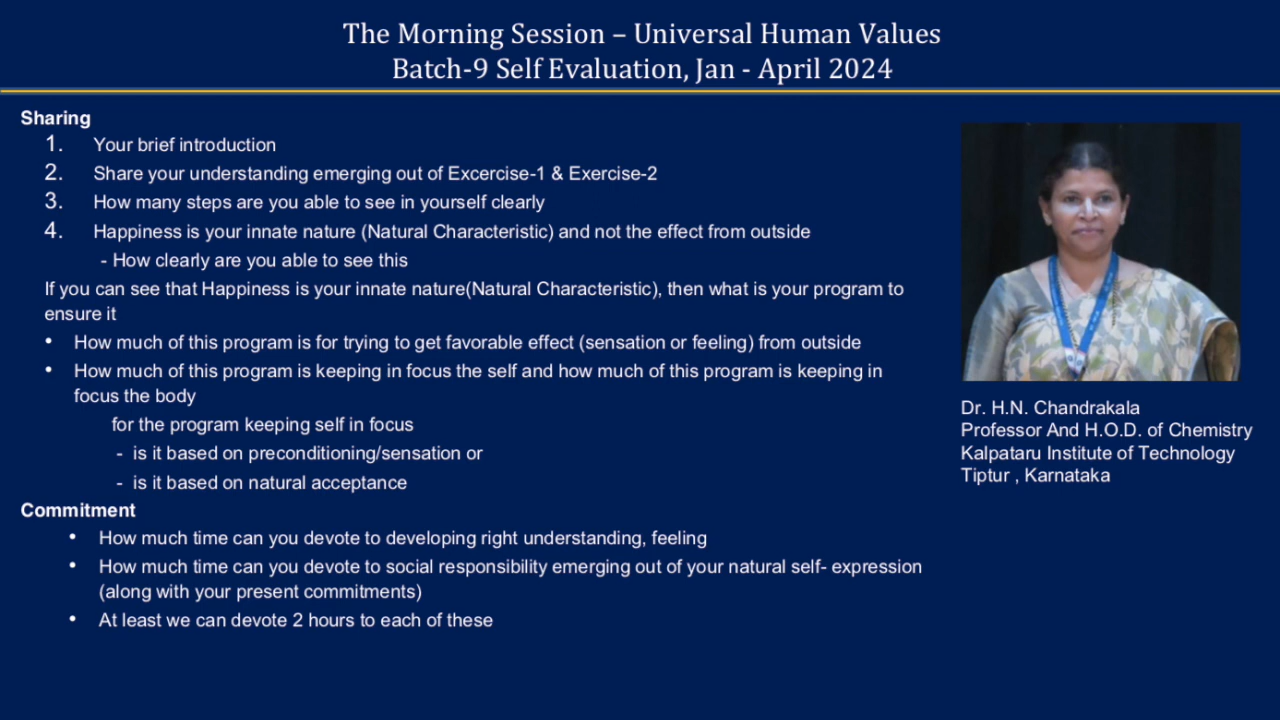 The Morning Session – Universal Human Values
Batch-9 Self Evaluation, Jan - April 2024
Sharing
1. Your brief introduction
2. Share your understanding emerging out of Excercise-1 & Exercise-2
3. How many steps are you able to see in yourself clearly
4. Happiness is your innate nature (Natural Characteristic) and not the effect from outside
- How clearly are you able to see this
If you can see that Happiness is your innate nature(Natural Characteristic), then what is your program to
ensure it
• How much of this program is for trying to get favorable effect (sensation or feeling) from outside
• How much of this program is keeping in focus the self and how much of this program is keeping in
focus the body
for the program keeping self in focus
- is it based on preconditioning/sensation or
- is it based on natural acceptance
Commitment
• How much time can you devote to developing right understanding, feeling
• How much time can you devote to social responsibility emerging out of your natural self- expression
(along with your present commitments)
• At least we can devote 2 hours to each of these
Dr. H.N. Chandrakala
Professor And H.O.D. of Chemistry
Kalpataru Institute of Technology
Tiptur , Karnataka